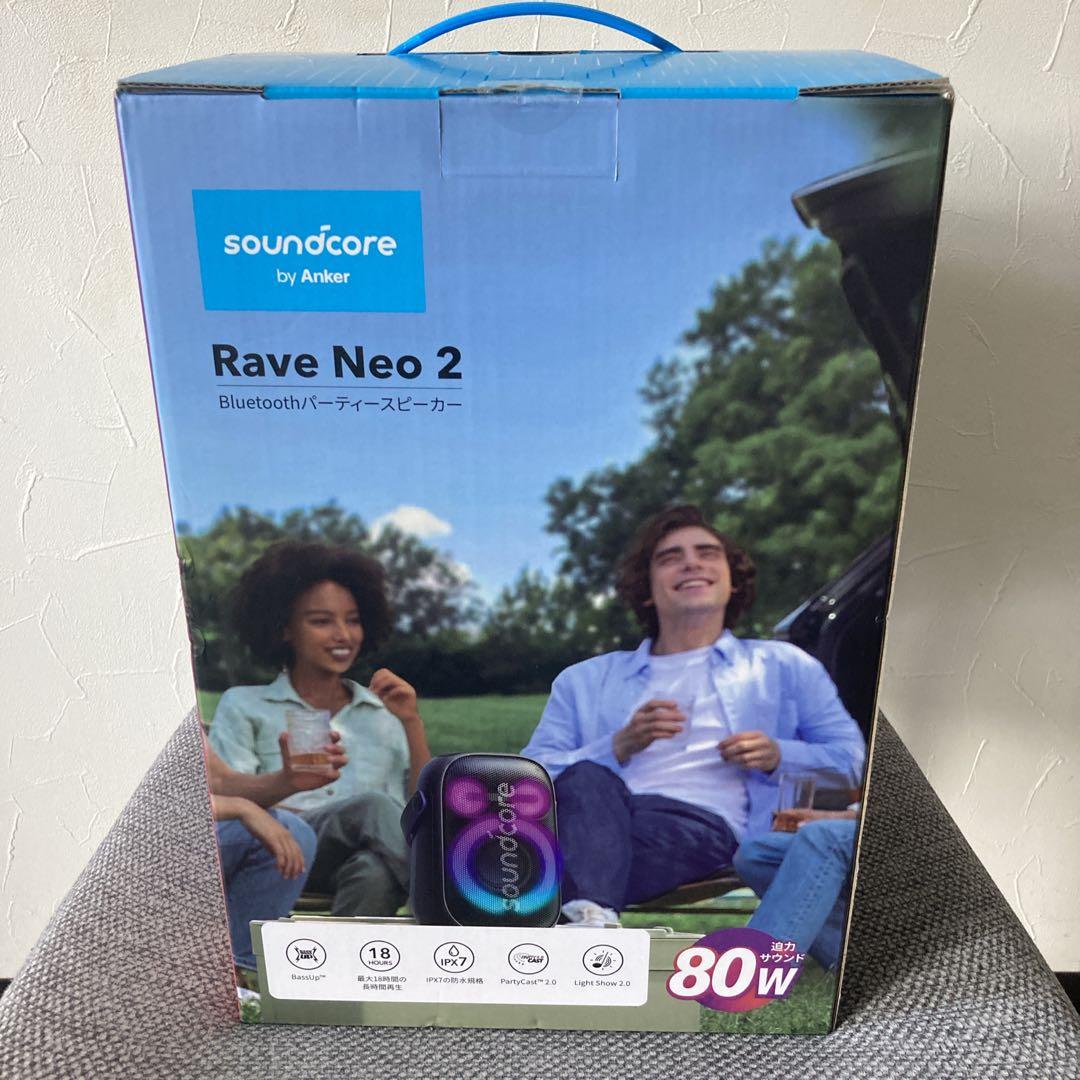 soundcore
by Anker
Rave Neo 2
Bluetoothパーティースピーカー
soundcore
BassUp™
18
HOURS
最大18時間の
長時間再生
IPX7
IPX7の防水規格
PartyCast™ 2.0
Light Show 2.0
迫力
サウンド
80W